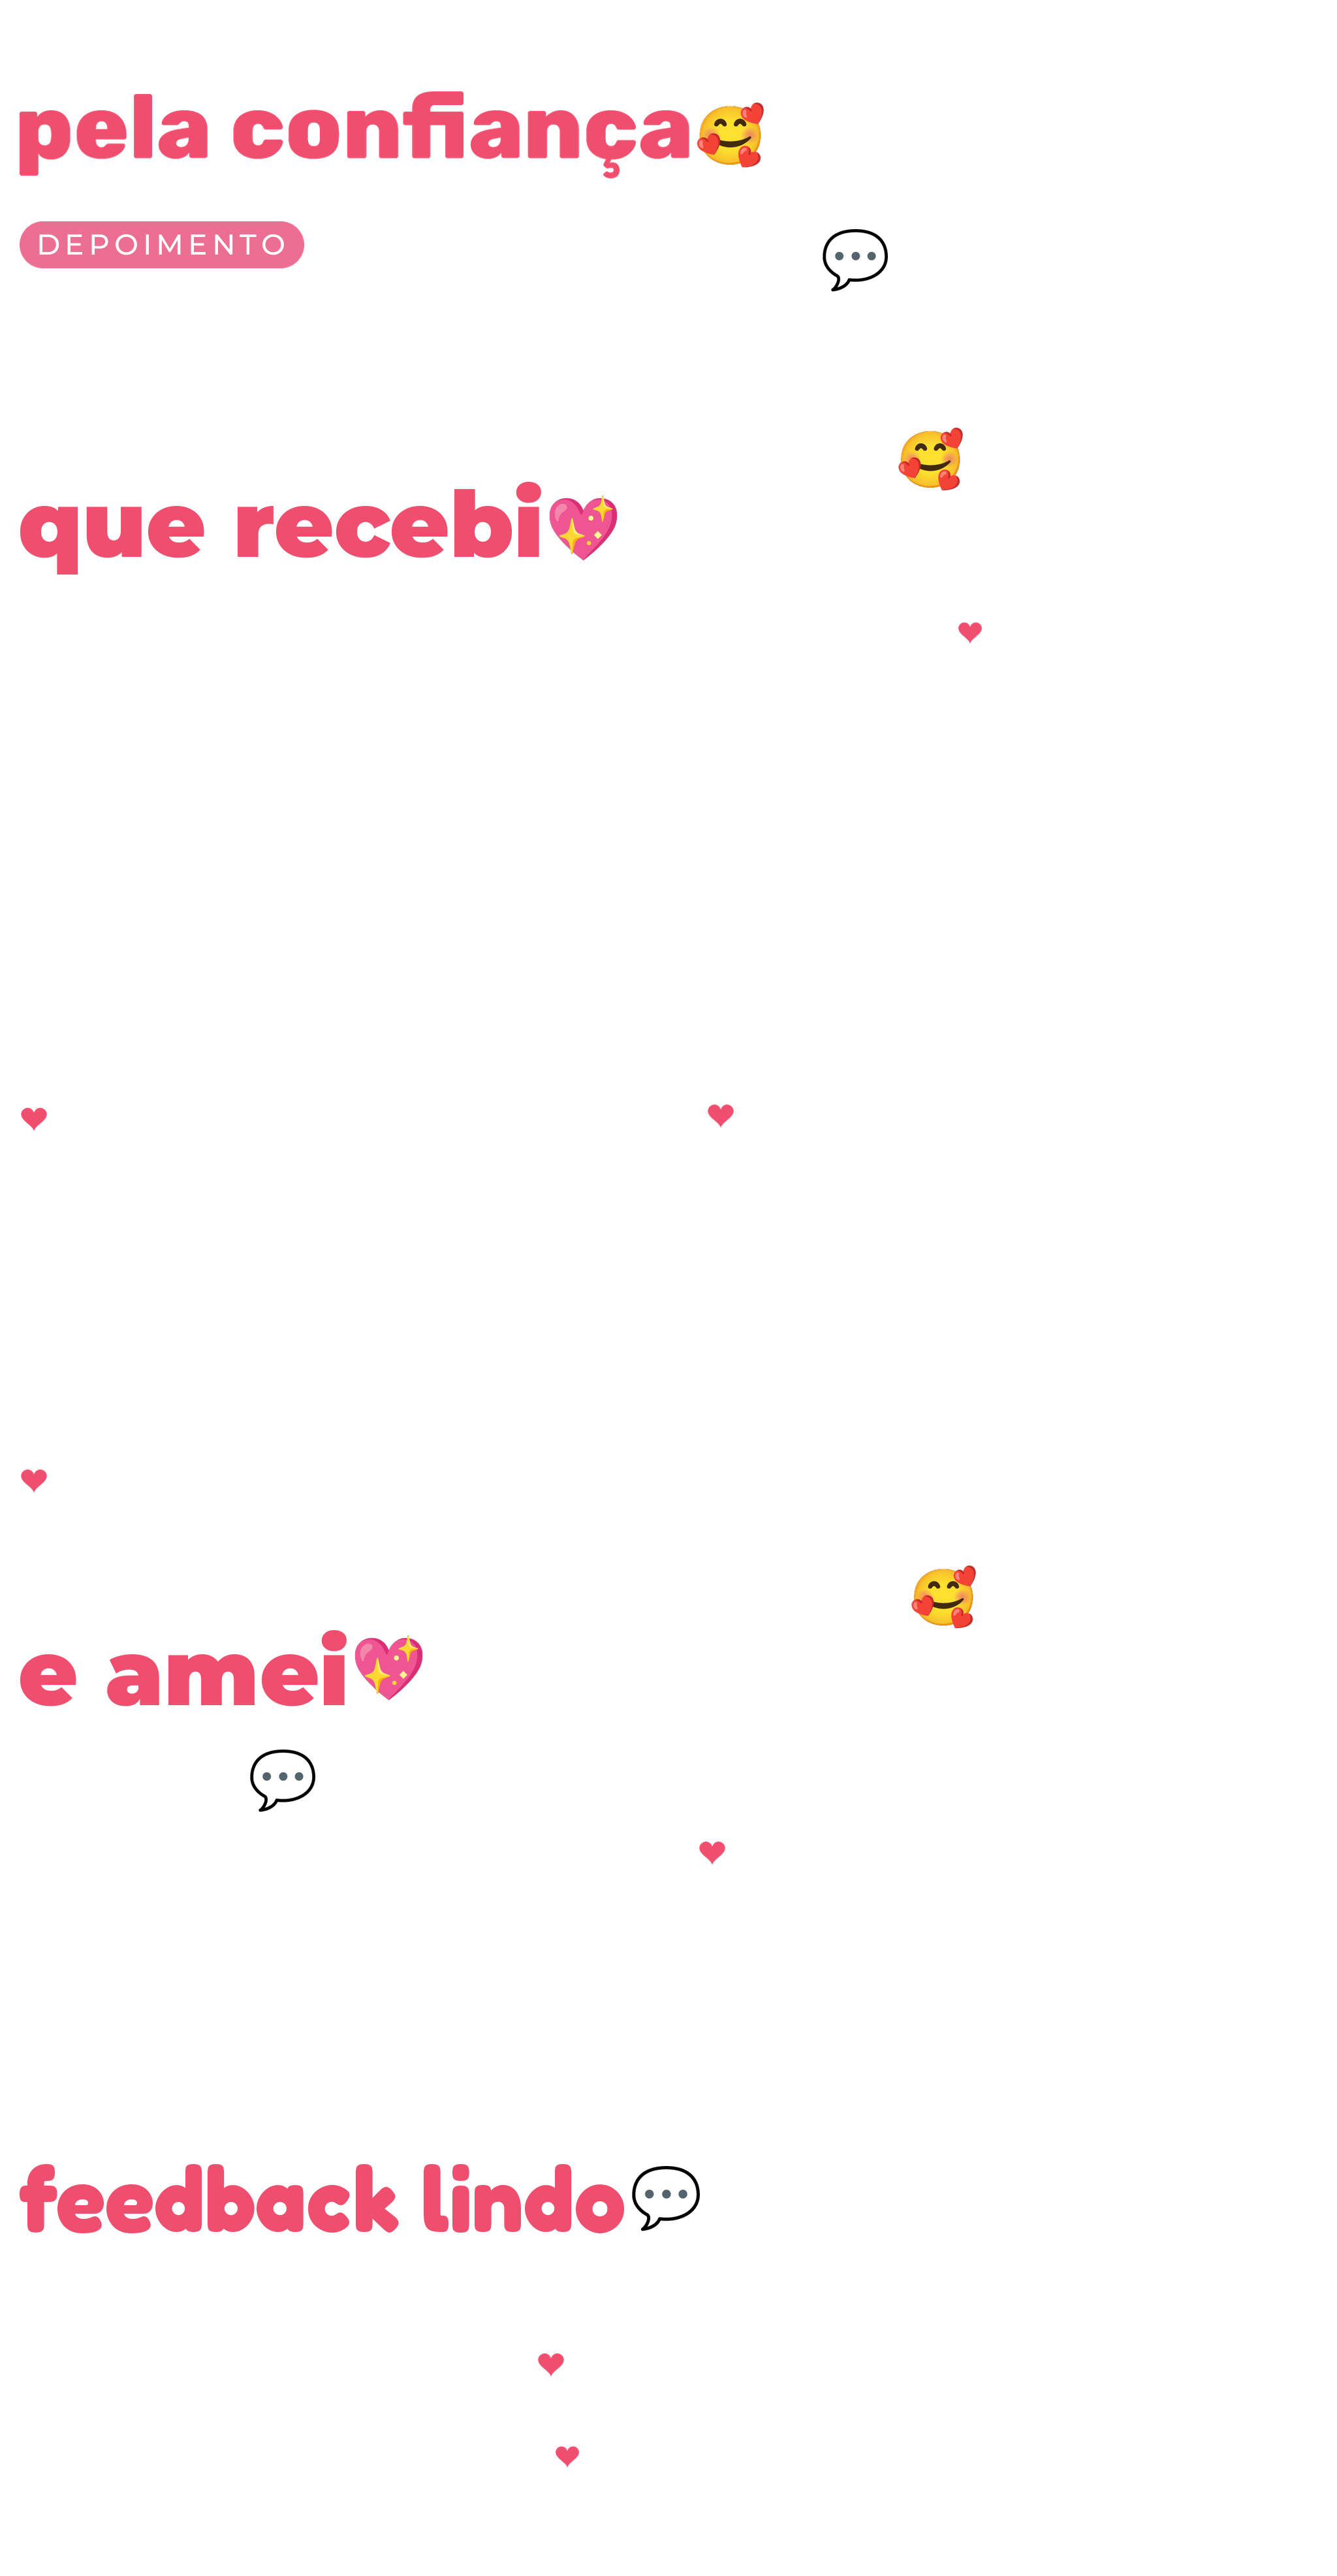 pela confiança🥰
DEPOIMENTO
💬
🥰
que recebi💖
❤
❤ ❤
❤
🥰
e amei💖
💬
❤
feedback lindo💬
❤
❤